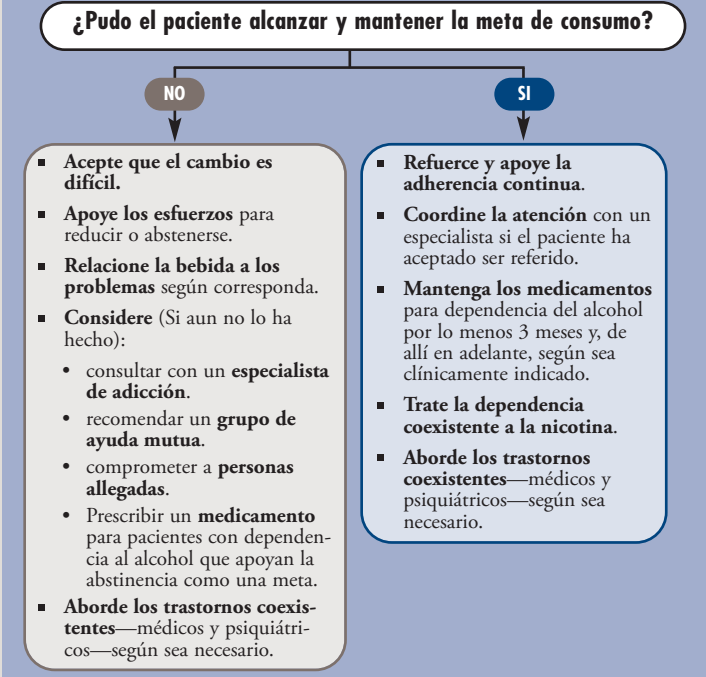 ¿Pudo el paciente alcanzar y mantener la meta de consumo?
NO
▪ Acepte que el cambio es
difícil.
▪ Apoye los esfuerzos para
reducir o abstenerse.
▪ Relacione la bebida a los
problemas según corresponda.
▪ Considere (Si aun no lo ha
hecho):
• consultar con un especialista
de adicción.
• recomendar un grupo de
ayuda mutua.
• comprometer a personas
allegadas.
• Prescribir un medicamento
para pacientes con dependen-
cia al alcohol que apoyan la
abstinencia como una meta.
▪ Aborde los trastornos coexis-
tentes—médicos y psiquiátri-
cos—según sea necesario.
SI
▪ Refuerce y apoye la
adherencia continua.
▪ Coordine la atención con un
especialista si el paciente ha
aceptado ser referido.
▪ Mantenga los medicamentos
para dependencia del alcohol
por lo menos 3 meses y, de
allí en adelante, según sea
clínicamente indicado.
▪ Trate la dependencia
coexistente a la nicotina.
▪ Aborde los trastornos
coexistentes—médicos y
psiquiátricos—según sea
necesario.